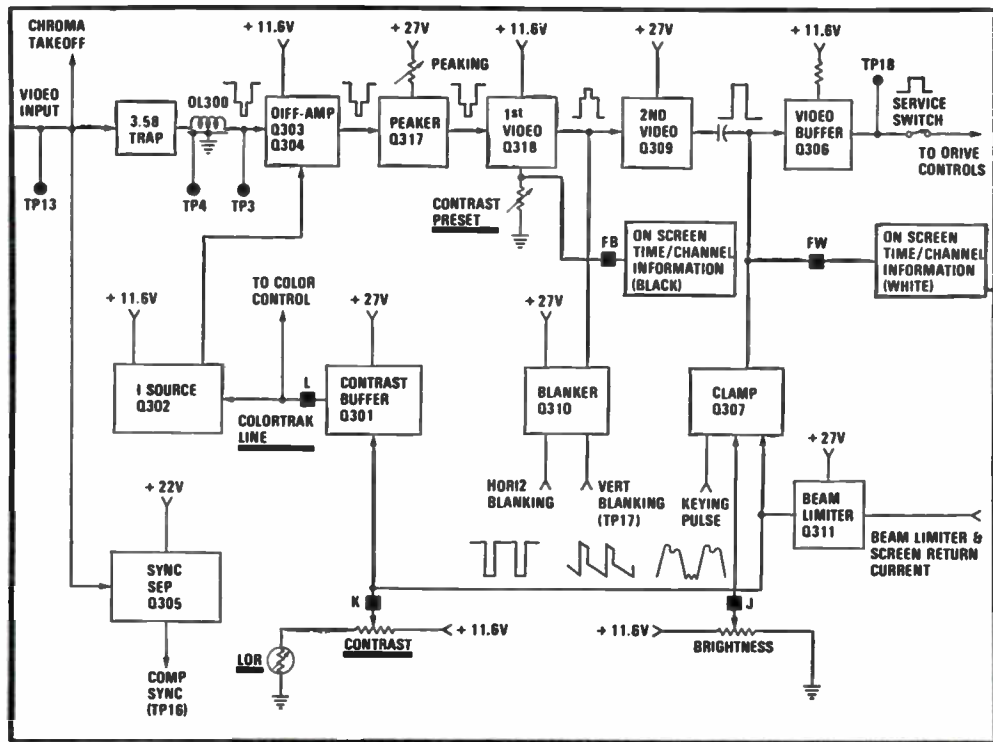 CHROMA
TAKEOFF
+ 11.6V
+ 27V
+ 11.6V
+ 27V
+ 11.6V
PEAKING
TP18
VIDEO
INPUT
3.58
TRAP
OL300
OIFF-AMP
Q303
Q304
PEAKER
Q317
1st
VIDEO
Q318
2ND
VIDEO
Q309
VIDEO
BUFFER
Q306
SERVICE
SWITCH
TO ORIVE
CONTROLS
TP13
TP4
TP3
CONTRAST
PRESET
FB
ON SCREEN
TIME/CHANNEL
INFORMATION
(BLACK)
FW
ON SCREEN
TIME/CHANNEL
INFORMATION
(WHITE)
TO COLOR
CONTROL
+ 11.6V
+ 27V
+ 27V
I SOURCE
Q302
L
COLORTRAK
LINE
CONTRAST
BUFFER
Q301
BLANKER
Q310
CLAMP
Q307
+ 27V
HORI2
BLANKING
VERT
BLANKING
(TP17)
KEYING
PULSE
BEAM
LIMITER
Q311
BEAM LIMITER &
SCREEN RETURN
CURRENT
+ 22V
SYNC
SEP
Q305
K
J
+ 11.6V
+ 11.6V
LOR
CONTRAST
BRIGHTNESS
COMP
SYNC
(TP16)